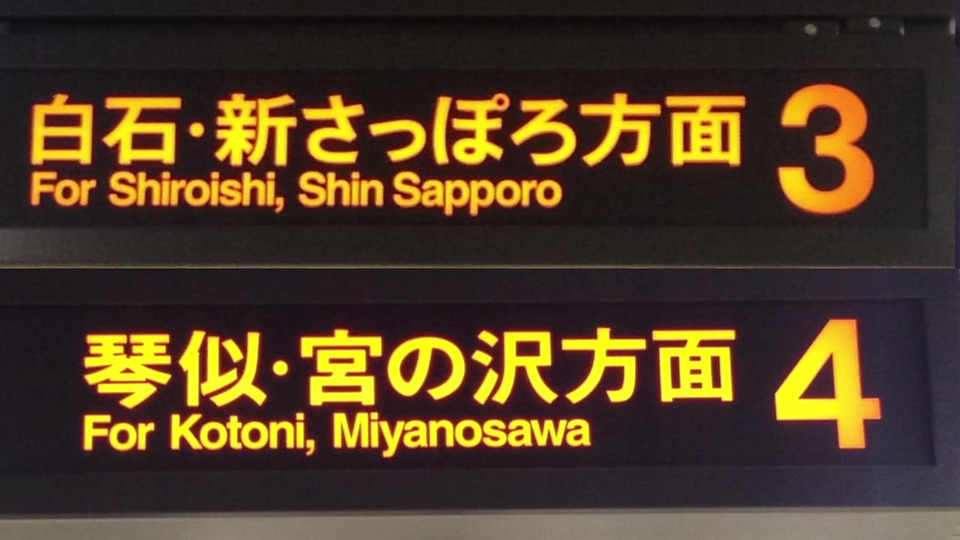 白石・新さっぽろ方面 3
For Shiroishi, Shin Sapporo
琴似・宮の沢方面 4
For Kotoni, Miyanosawa